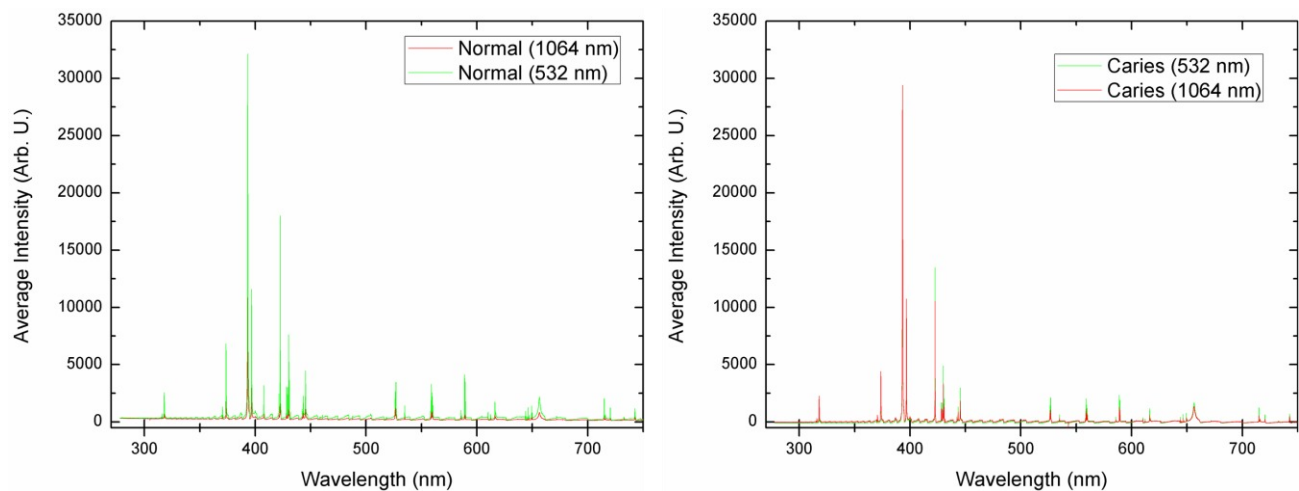 35000
30000
25000
20000
15000
10000
5000
0
Average Intensity (Arb. U.)
Normal (1064 nm)
Normal (532 nm)
300 400 500 600 700
Wavelength (nm)
35000
30000
25000
20000
15000
10000
5000
0
Average Intensity (Arb. U.)
Caries (532 nm)
Caries (1064 nm)
300 400 500 600 700
Wavelength (nm)